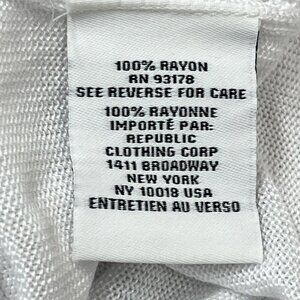 100% RAYON
RN 93178
SEE REVERSE FOR CARE
100% RAYONNE
IMPORTÉ PAR:
REPUBLIC
CLOTHING CORP
1411 BROADWAY
NEW YORK
NY 10018 USA
ENTRETIEN AU VERSO